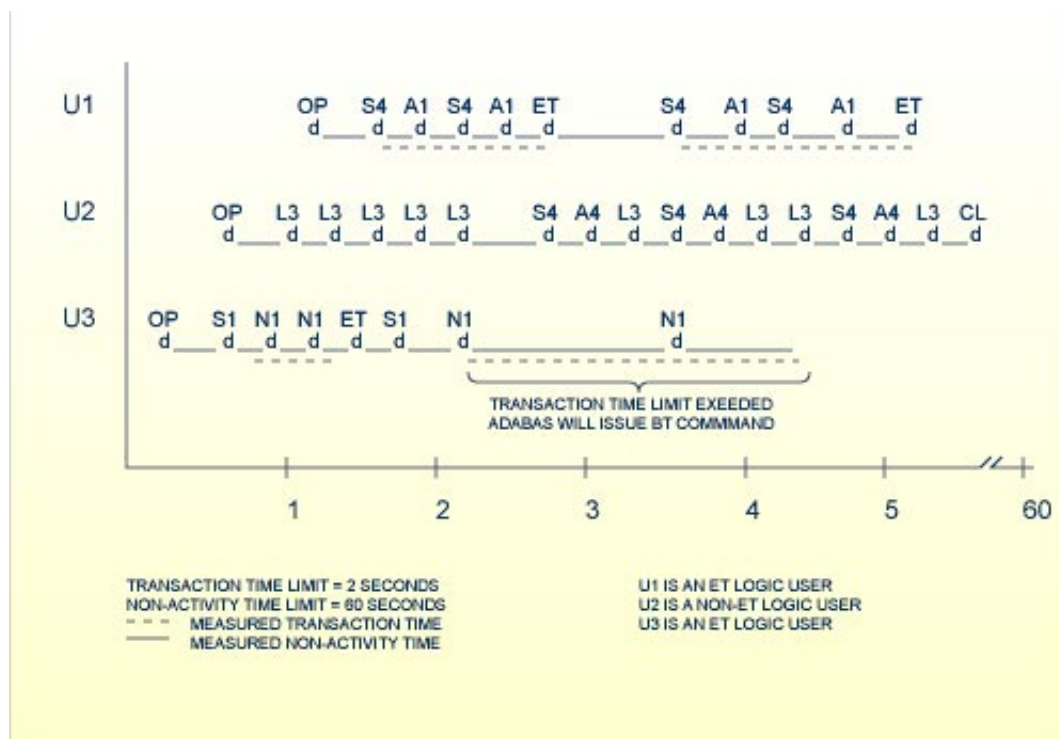 U1
OP S4 A1 S4 A1 ET S4 A1 S4 A1 ET
d d d d d d d d d d d
U2
OP L3 L3 L3 L3 L3 S4 A4 L3 S4 A4 L3 L3 S4 A4 L3 CL
d d d d d d d d d d d d d d d d d
U3
OP S1 N1 N1 ET S1 N1 N1
d d d d d d d d
TRANSACTION TIME LIMIT EXEEDED
ADABAS WILL ISSUE BT COMMMAND
1 2 3 4 5 60
TRANSACTION TIME LIMIT = 2 SECONDS
NON-ACTIVITY TIME LIMIT = 60 SECONDS
MEASURED TRANSACTION TIME
MEASURED NON-ACTIVITY TIME
U1 IS AN ET LOGIC USER
U2 IS A NON-ET LOGIC USER
U3 IS AN ET LOGIC USER